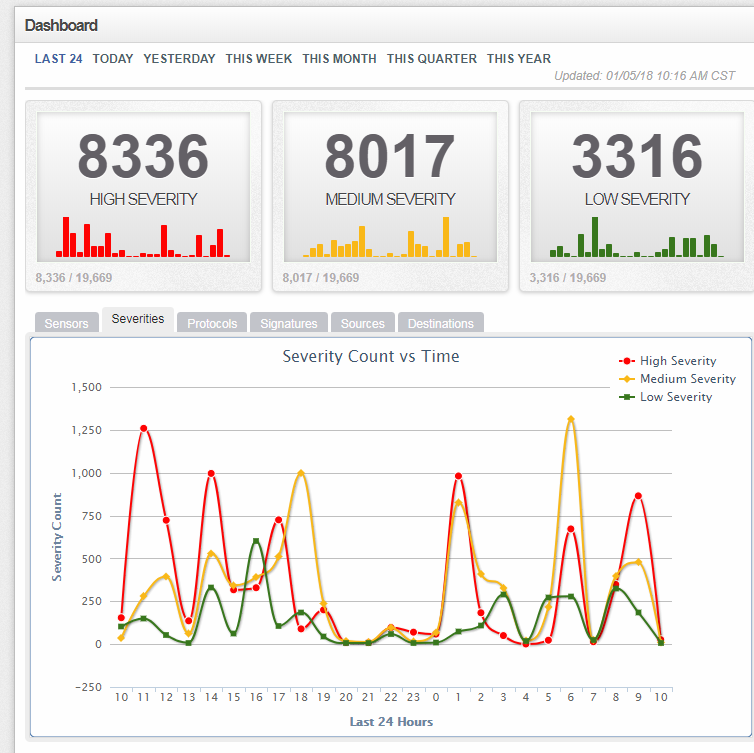 Dashboard
LAST 24 TODAY YESTERDAY THIS WEEK THIS MONTH THIS QUARTER THIS YEAR
Updated: 01/05/18 10:16 AM CST
8336 8017 3316
HIGH SEVERITY MEDIUM SEVERITY LOW SEVERITY
8,336 / 19,669 8,017 / 19,669 3,316 / 19,669
Sensors Severities Protocols Signatures Sources Destinations
Severity Count vs Time
High Severity
Medium Severity
Low Severity
Severity Count
1,500
1,250
1,000
750
500
250
0
−250
10 11 12 13 14 15 16 17 18 19 20 21 22 23 0 1 2 3 4 5 6 7 8 9 10
Last 24 Hours